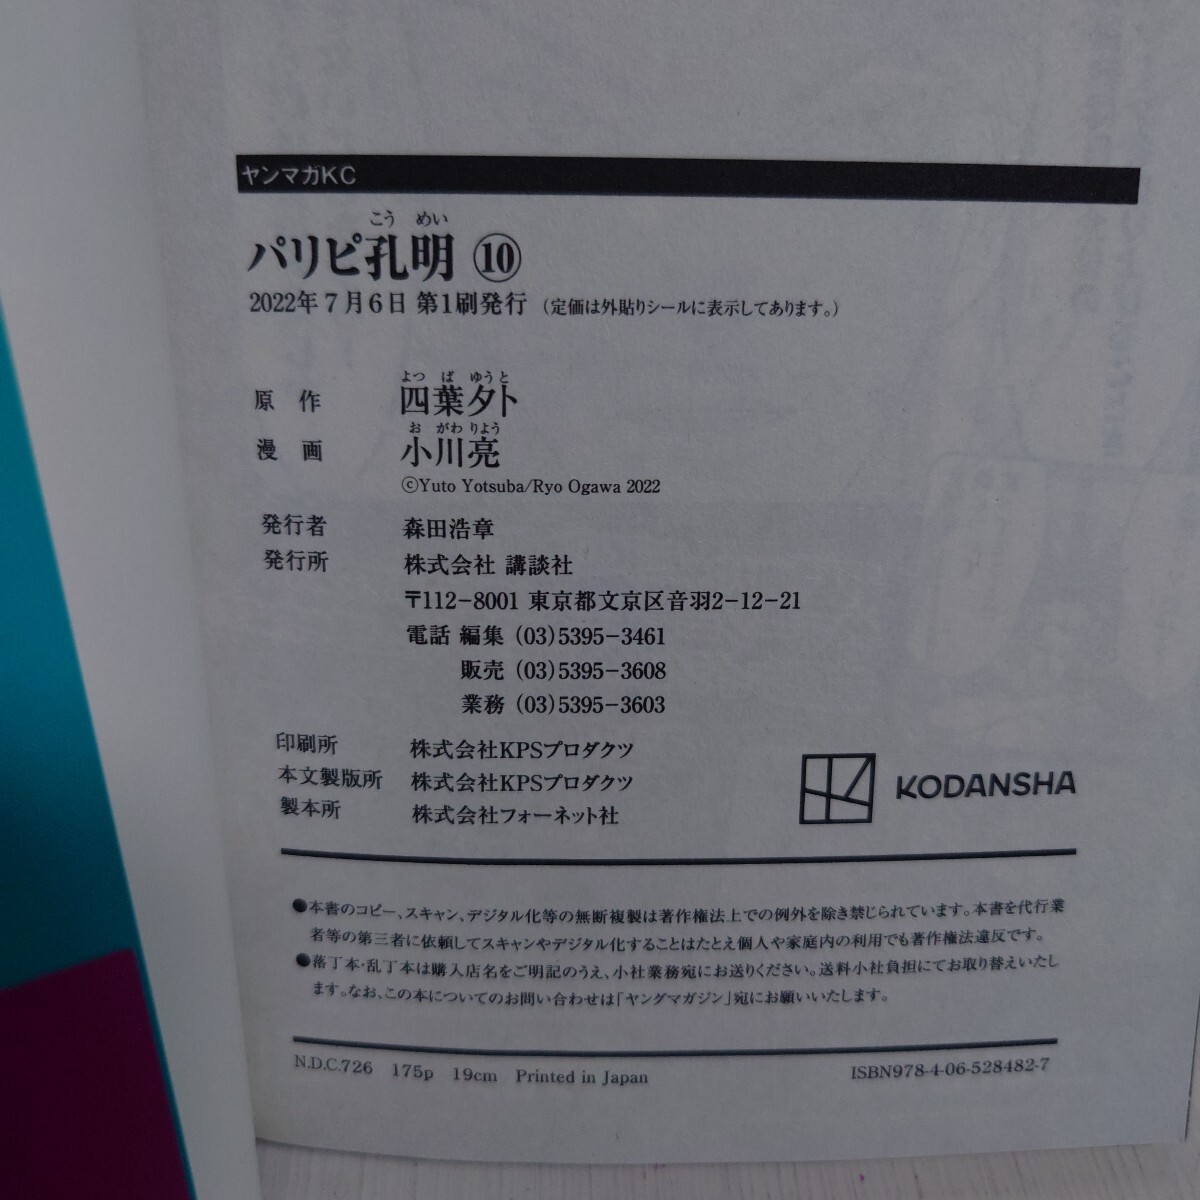 ヤンマガKC
こう めい
パリピ孔明 ⑩
2022年7月6日 第1刷発行 (定価は外貼りシールに表示してあります。)
よつ ば ゆうと
原 作 四葉夕ト
お がわ りょう
漫 画 小川亮
©Yuto Yotsuba/Ryo Ogawa 2022
発行者 森田浩章
発行所 株式会社 講談社
〒112-8001 東京都文京区音羽2-12-21
電話 編集 (03)5395-3461
販売 (03)5395-3608
業務 (03)5395-3603
印刷所 株式会社KPSプロダクツ
本文製版所 株式会社KPSプロダクツ
製本所 株式会社フォーネット社
KODANSHA
●本書のコピー、スキャン、デジタル化等の無断複製は著作権法上での例外を除き禁じられています。本書を代行業
者等の第三者に依頼してスキャンやデジタル化することはたとえ個人や家庭内の利用でも著作権法違反です。
●落丁本・乱丁本は購入店名をご明記のうえ、小社業務宛にお送りください。送料小社負担にてお取り替えいたし
ます。なお、この本についてのお問い合わせは「ヤングマガジン」宛にお願いいたします。
N.D.C.726 175p 19cm Printed in Japan ISBN978-4-06-528482-7